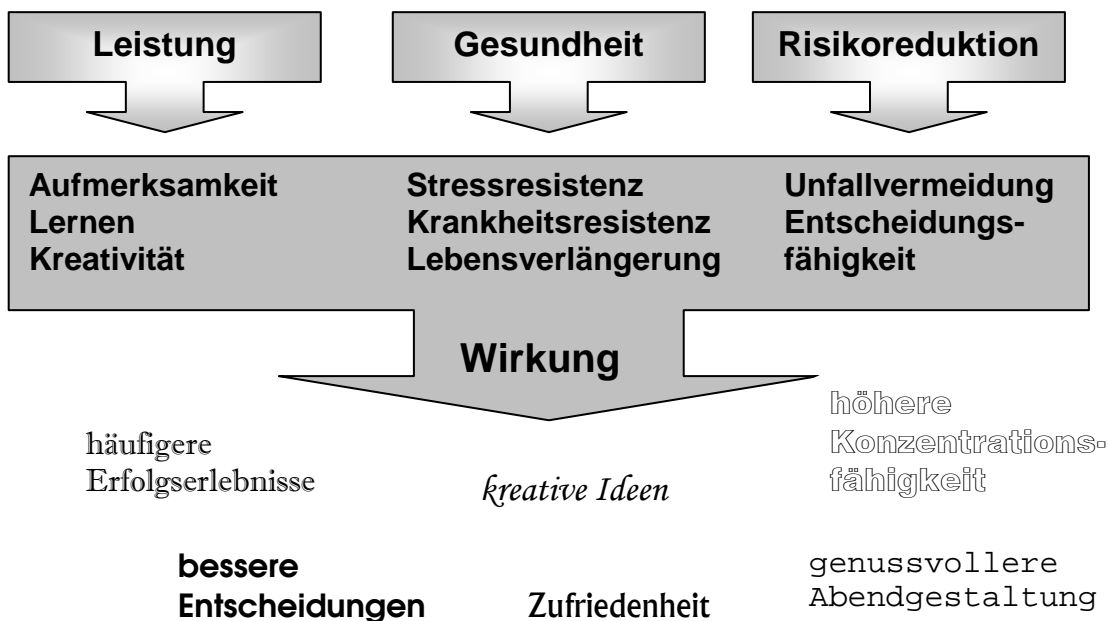 Leistung
Gesundheit
Risikoreduktion
Aufmerksamkeit
Lernen
Kreativität
Stressresistenz
Krankheitsresistenz
Lebensverlängerung
Unfallvermeidung
Entscheidungs-
fähigkeit
Wirkung
häufigere
Erfolgserlebnisse
kreative Ideen
höhere
Konzentrations-
fähigkeit
bessere
Entscheidungen
Zufriedenheit
genussvollere
Abendgestaltung